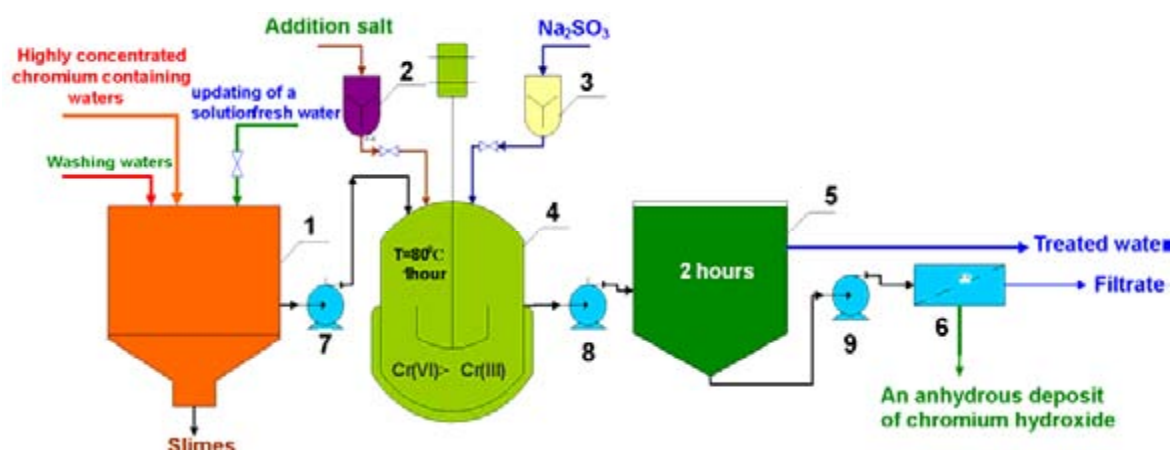 Addition salt
Na₂SO₃
Highly concentrated
chromium containing
waters
updating of a
solutionfresh water
Washing waters
2
3
1
4
5
T=80⁰C
1hour
2 hours
Treated water
Filtrate
7
8
9
6
Cr(VI):- Cr(III)
An anhydrous deposit
of chromium hydroxide
Slimes